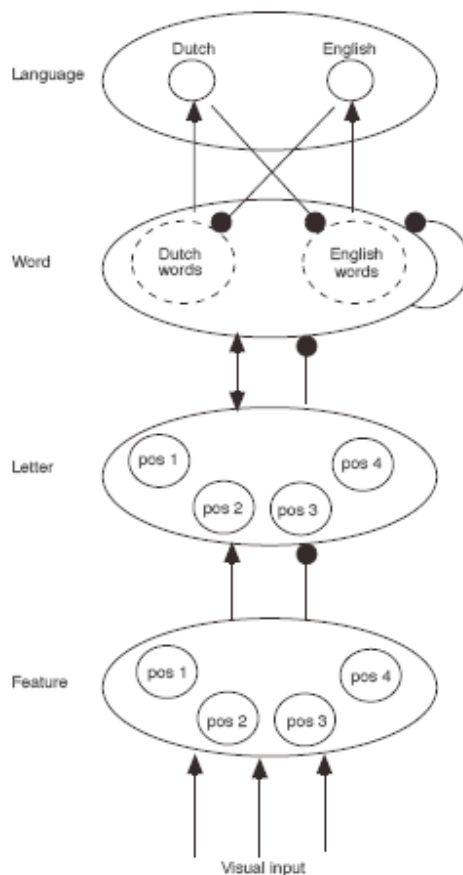 Dutch English
Language
Word
Dutch
words
English
words
Letter
pos 1
pos 4
pos 2
pos 3
Feature
pos 1
pos 4
pos 2
pos 3
Visual input